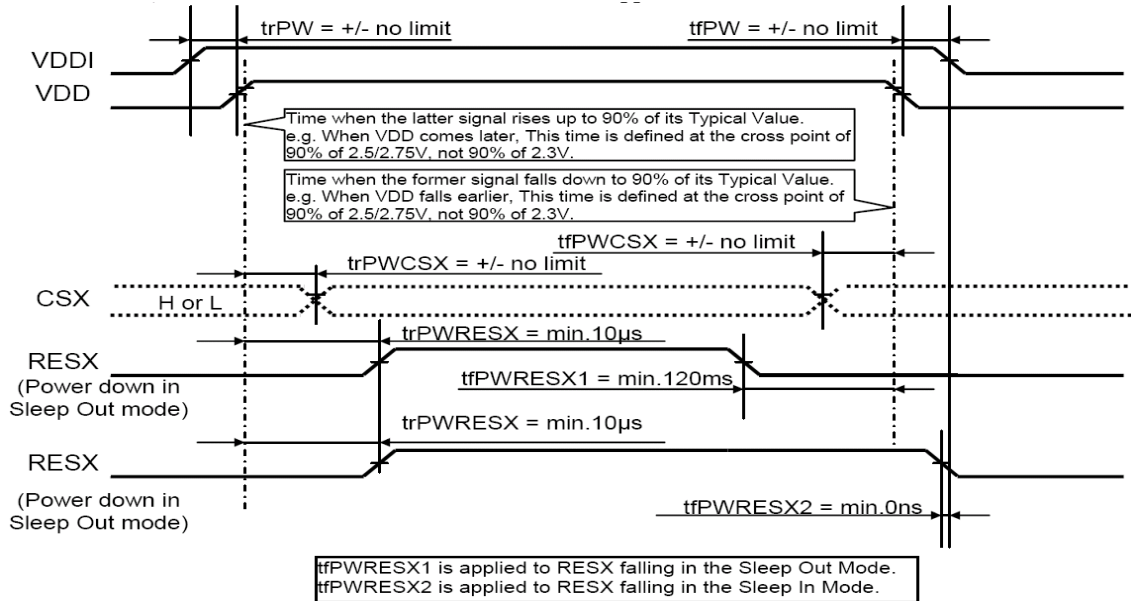 trPW = +/- no limit
tfPW = +/- no limit
VDDI
VDD
Time when the latter signal rises up to 90% of its Typical Value.
e.g. When VDD comes later, This time is defined at the cross point of
90% of 2.5/2.75V, not 90% of 2.3V.
Time when the former signal falls down to 90% of its Typical Value.
e.g. When VDD falls earlier, This time is defined at the cross point of
90% of 2.5/2.75V, not 90% of 2.3V.
tfPWCSX = +/- no limit
trPWCSX = +/- no limit
CSX
H or L
trPWRESX = min.10µs
RESX
(Power down in
Sleep Out mode)
tfPWRESX1 = min.120ms
trPWRESX = min.10µs
RESX
(Power down in
Sleep Out mode)
tfPWRESX2 = min.0ns
tfPWRESX1 is applied to RESX falling in the Sleep Out Mode.
tfPWRESX2 is applied to RESX falling in the Sleep In Mode.